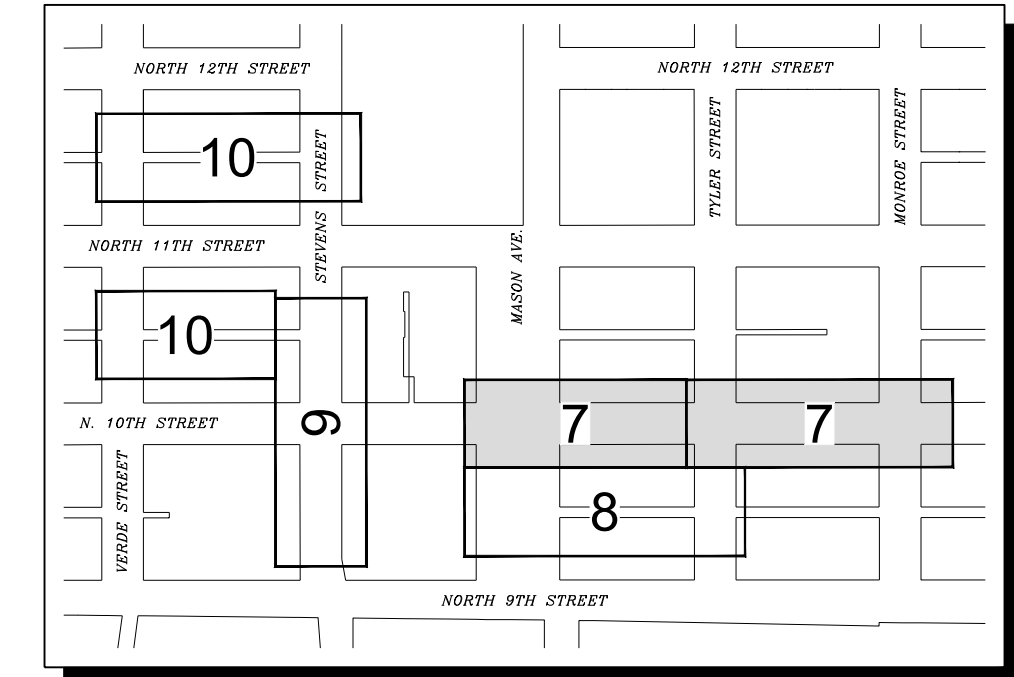 NORTH 12TH STREET
NORTH 12TH STREET
TYLER STREET
MONROE STREET
10
STEVENS STREET
NORTH 11TH STREET
MASON AVE.
10
9
7
7
N. 10TH STREET
VERDE STREET
8
NORTH 9TH STREET